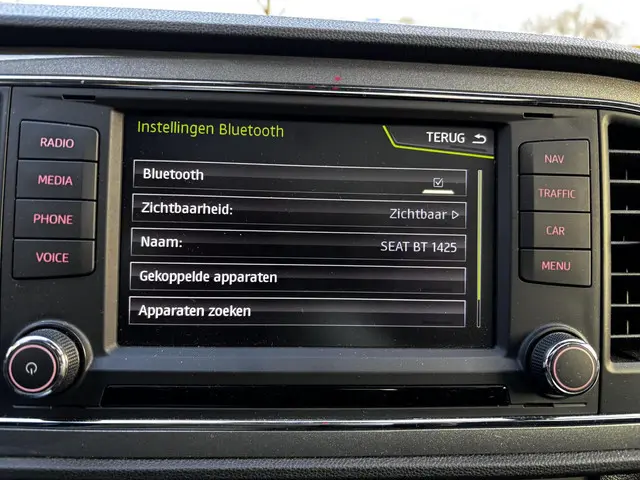 Instellingen Bluetooth
TERUG
Bluetooth
Zichtbaarheid: Zichtbaar
Naam: SEAT BT 1425
Gekoppelde apparaten
Apparaten zoeken
RADIO
MEDIA
PHONE
VOICE
NAV
TRAFFIC
CAR
MENU